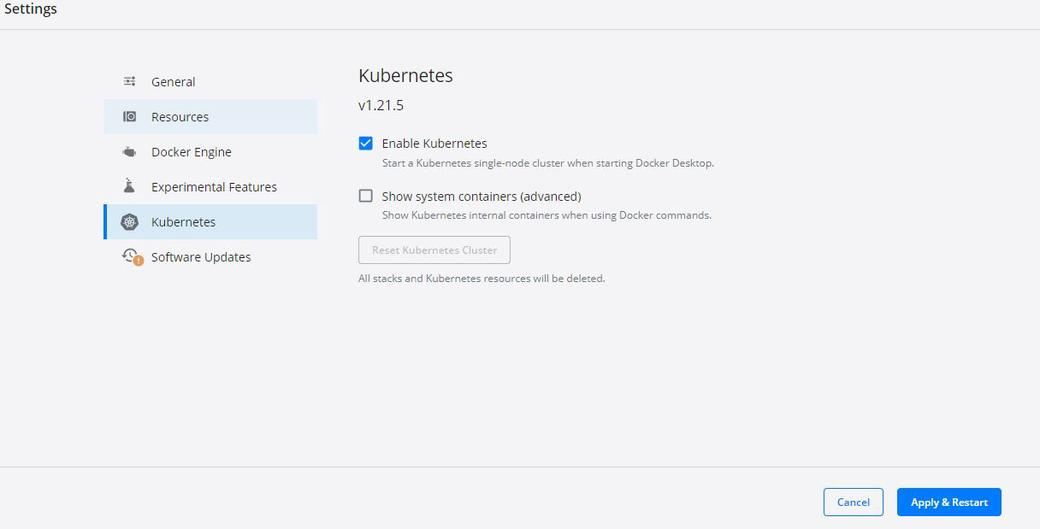 Settings
General
Resources
Docker Engine
Experimental Features
Kubernetes
Software Updates
Kubernetes
v1.21.5
Enable Kubernetes
Start a Kubernetes single-node cluster when starting Docker Desktop.
Show system containers (advanced)
Show Kubernetes internal containers when using Docker commands.
Reset Kubernetes Cluster
All stacks and Kubernetes resources will be deleted.
Cancel
Apply & Restart